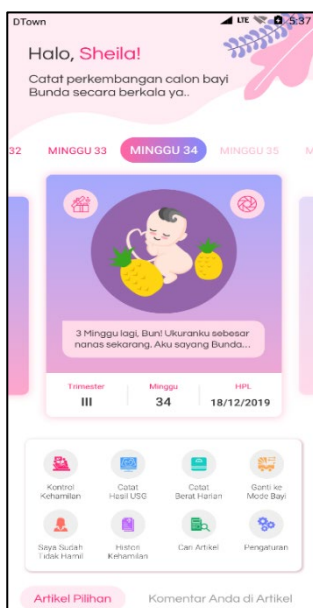 DTown LTE 5:37
Halo, Sheila!
Catat perkembangan calon bayi
Bunda secara berkala ya..
32 MINGGU 33 MINGGU 34 MINGGU 35 M
3 Minggu lagi, Bun! Ukuranku sebesar
nanas sekarang. Aku sayang Bunda...
Trimester Minggu HPL
III 34 18/12/2019
Kontrol Catat Catat Ganti ke
Kehamilan Hasil USG Berat Harian Mode Bayi
Saya Sudah Histori Cari Artikel Pengaturan
Tidak Hamil Kehamilan
Artikel Pilihan Komentar Anda di Artikel